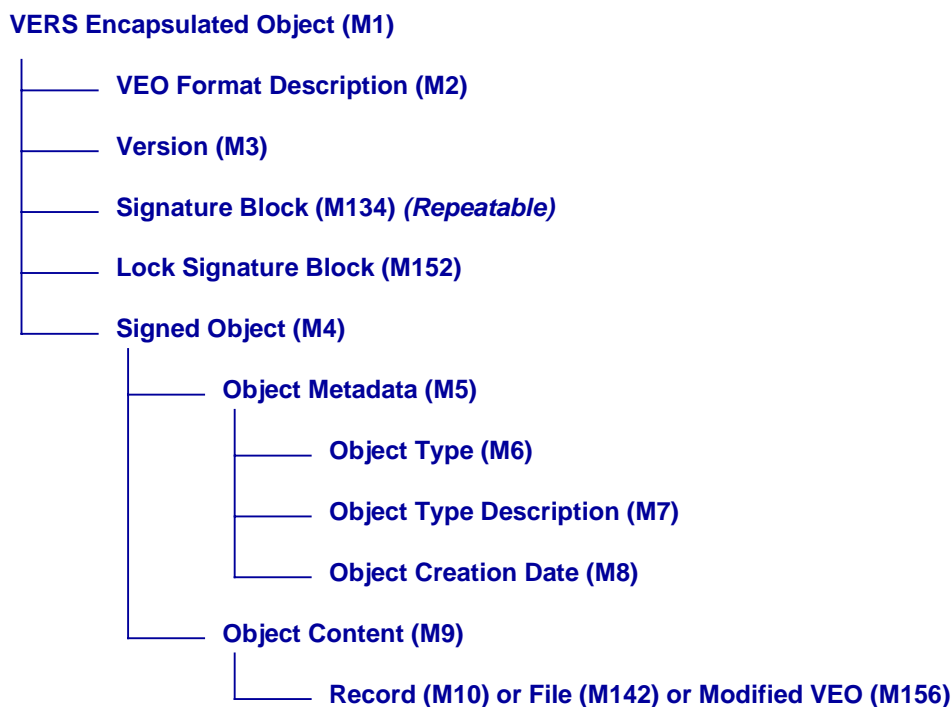 VERS Encapsulated Object (M1)
VEO Format Description (M2)
Version (M3)
Signature Block (M134) (Repeatable)
Lock Signature Block (M152)
Signed Object (M4)
Object Metadata (M5)
Object Type (M6)
Object Type Description (M7)
Object Creation Date (M8)
Object Content (M9)
Record (M10) or File (M142) or Modified VEO (M156)